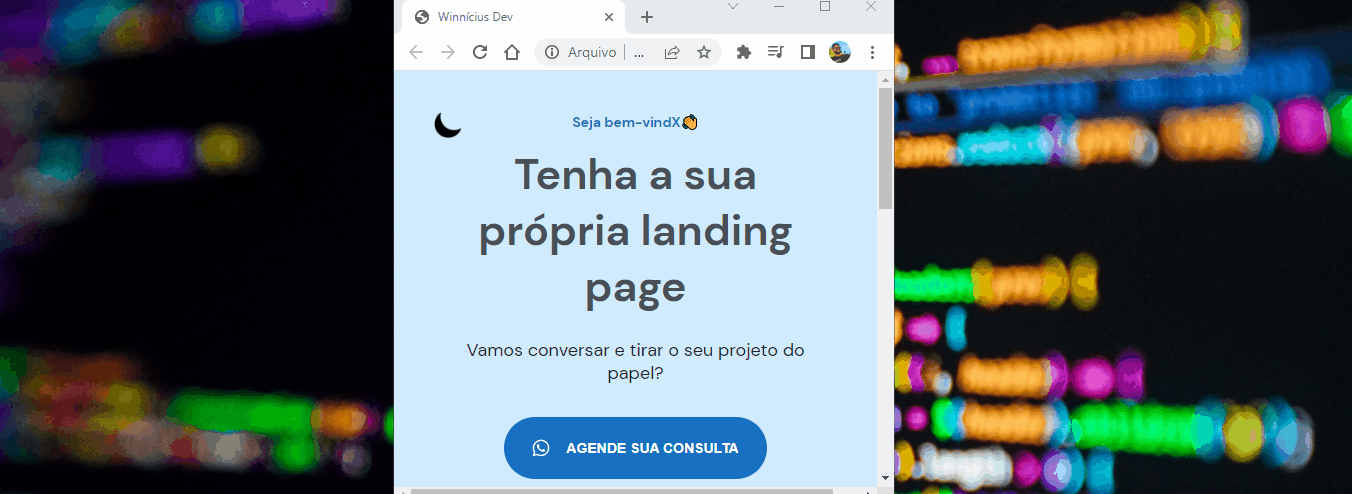 Winnícius Dev
Arquivo
...
Seja bem-vindX👏
Tenha a sua
própria landing
page
Vamos conversar e tirar o seu projeto do
papel?
AGENDE SUA CONSULTA